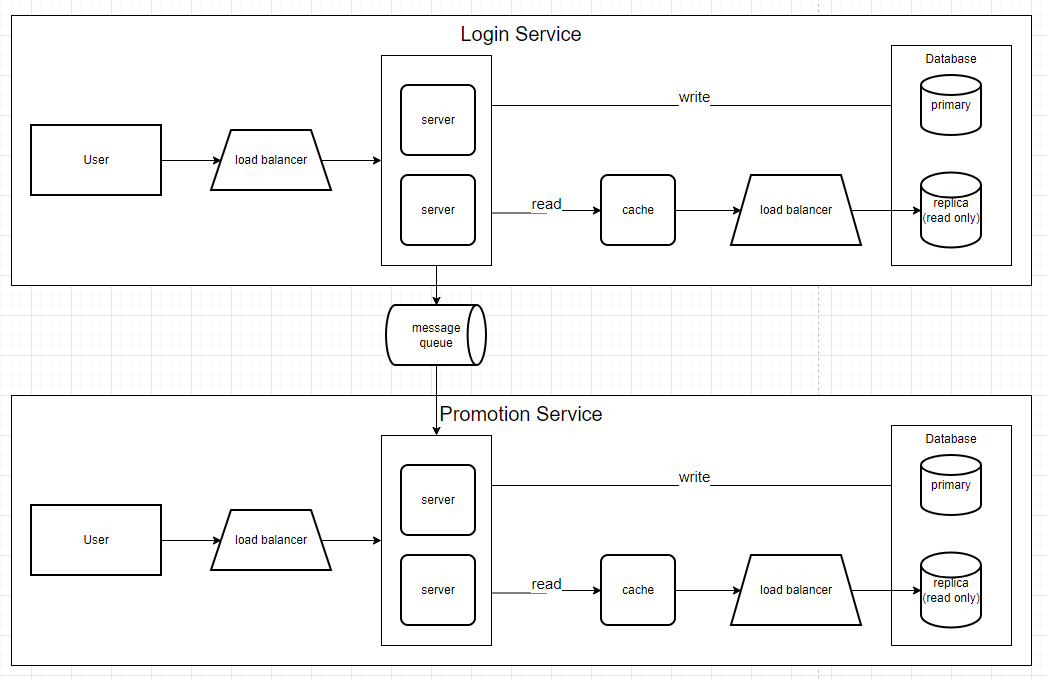 Login Service
Database
server
write
primary
User
load balancer
server
read
cache
load balancer
replica
(read only)
message
queue
Promotion Service
Database
server
write
primary
User
load balancer
server
read
cache
load balancer
replica
(read only)